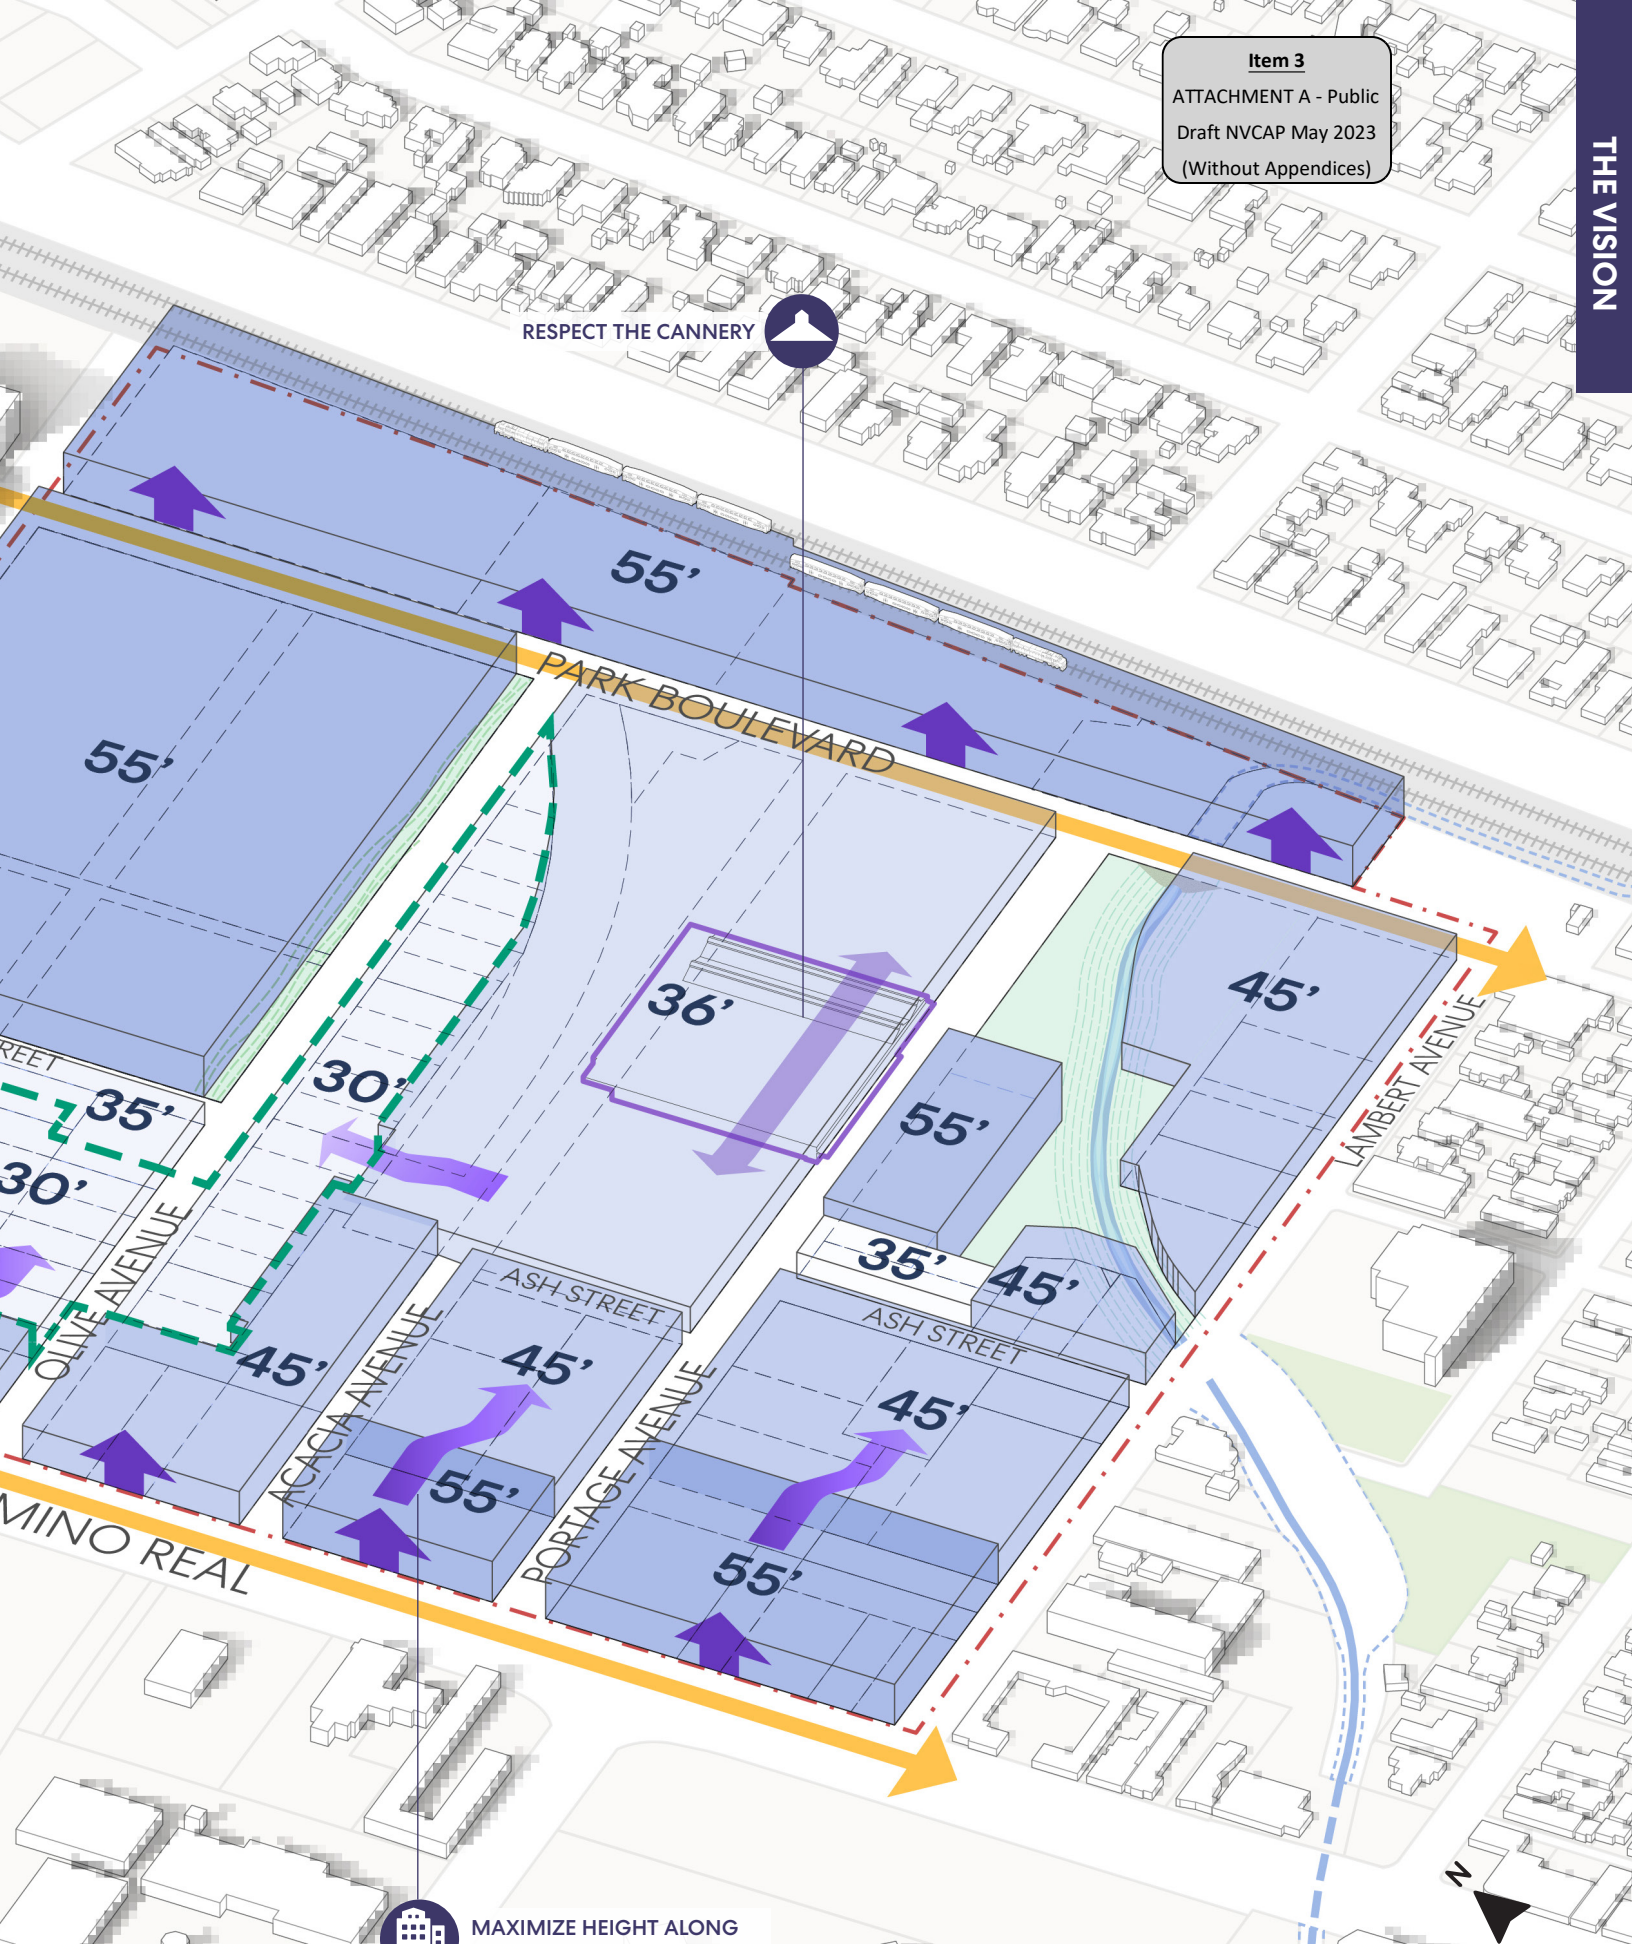 Item 3
ATTACHMENT A - Public
Draft NVCAP May 2023
(Without Appendices)
THE VISION
RESPECT THE CANNERY
55’
PARK BOULEVARD
55’
45’
36’
LAMBERT AVENUE
REET
35’
30’
55’
30’
OLIVE AVENUE
35’
45’
ASH STREET
ASH STREET
ACACIA AVENUE
45’
45’
PORTAGE AVENUE
45’
55’
55’
MINO REAL
N
MAXIMIZE HEIGHT ALONG